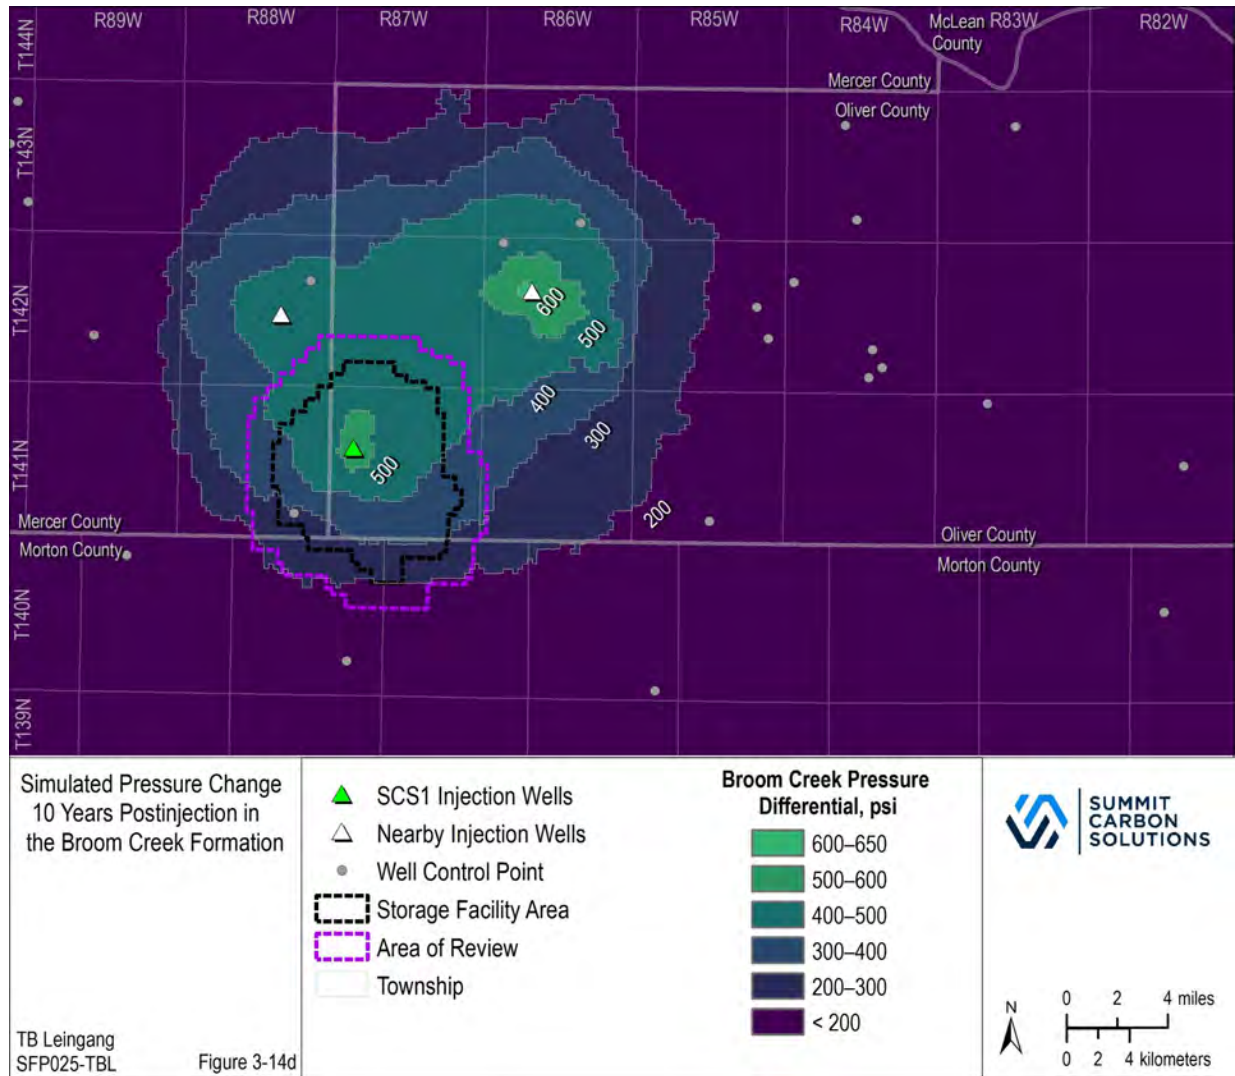 R89W
R88W
R87W
R86W
R85W
R84W
McLean
County
R83W
R82W
T144N
Mercer County
Oliver County
T143N
T142N
600
500
400
300
T141N
500
200
Mercer County
Morton County
Oliver County
Morton County
T140N
T139N
Simulated Pressure Change
10 Years Postinjection in
the Broom Creek Formation
TB Leingang
SFP025-TBL
Figure 3-14d
SCS1 Injection Wells
Nearby Injection Wells
Well Control Point
Storage Facility Area
Area of Review
Township
Broom Creek Pressure
Differential, psi
600–650
500–600
400–500
300–400
200–300
< 200
SUMMIT
CARBON
SOLUTIONS
N
0 2 4 miles
0 2 4 kilometers